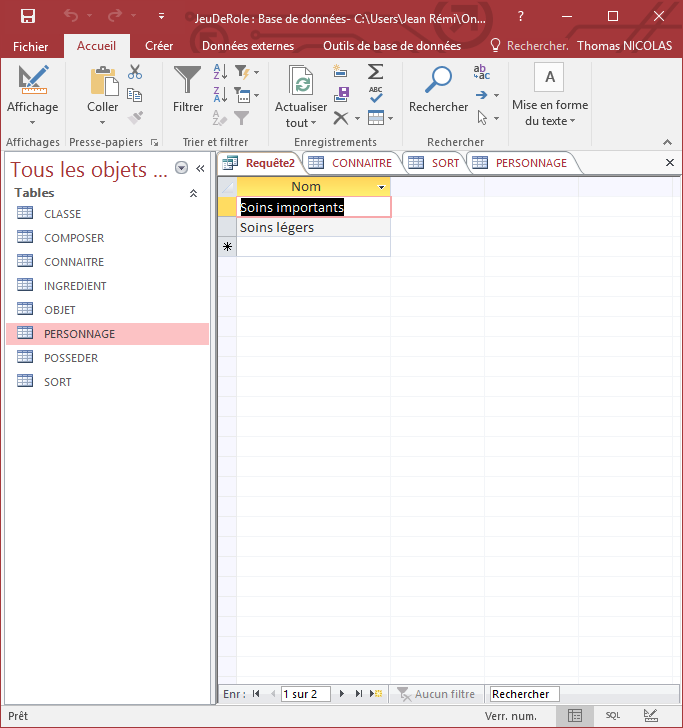 JeuDeRole : Base de données- C:\Users\Jean Rémi\On...
Fichier Accueil Créer Données externes Outils de base de données Rechercher. Thomas NICOLAS
Affichage Coller Filtrer Actualiser tout Rechercher Mise en forme du texte
Affichages Presse-papiers Trier et filtrer Enregistrements Rechercher
Tous les objets ...
Tables
CLASSE
COMPOSER
CONNAITRE
INGREDIENT
OBJET
PERSONNAGE
POSSEDER
SORT
Requête2 CONNAITRE SORT PERSONNAGE
Nom
Soins importants
Soins légers
Enr : 1 sur 2 Aucun filtre Rechercher
Prêt Verr. num. SQL